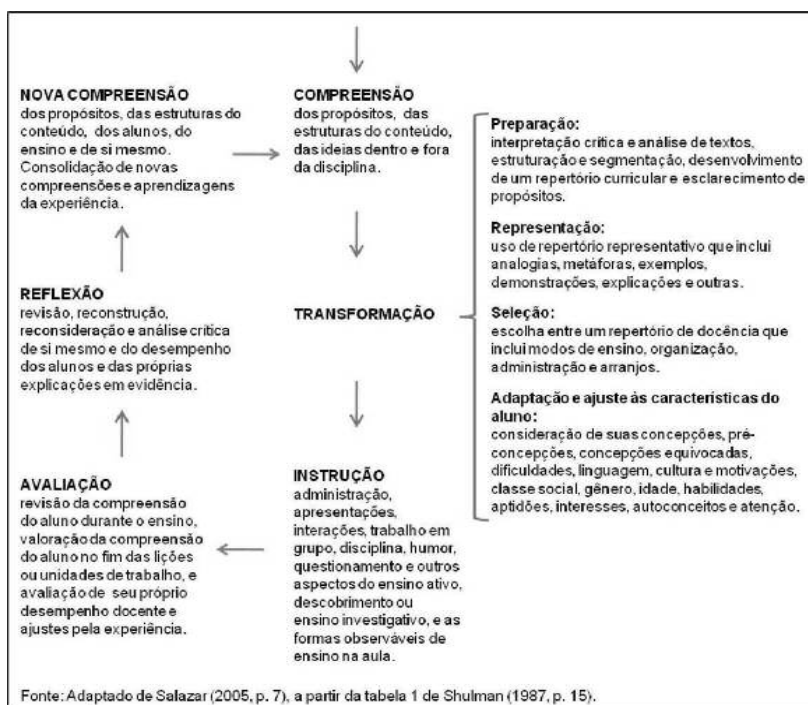 NOVA COMPREENSÃO
dos propósitos, das estruturas do
conteúdo, dos alunos, do
ensino e de si mesmo.
Consolidação de novas
compreensões e aprendizagens
da experiência.
COMPREENSÃO
dos propósitos, das
estruturas do conteúdo,
das ideias dentro e fora
da disciplina.
REFLEXÃO
revisão, reconstrução,
reconsideração e análise crítica
de si mesmo e do desempenho
dos alunos e das próprias
explicações em evidência.
TRANSFORMAÇÃO
Preparação:
interpretação crítica e análise de textos,
estruturação e segmentação, desenvolvimento
de um repertório curricular e esclarecimento de
propósitos.
Representação:
uso de repertório representativo que inclui
analogias, metáforas, exemplos,
demonstrações, explicações e outras.
Seleção:
escolha entre um repertório de docência que
inclui modos de ensino, organização,
administração e arranjos.
Adaptação e ajuste às características do
aluno:
consideração de suas concepções, pré-
concepções, concepções equivocadas,
dificuldades, linguagem, cultura e motivações,
classe social, gênero, idade, habilidades,
aptidões, interesses, autoconceitos e atenção.
AVALIAÇÃO
revisão da compreensão
do aluno durante o ensino,
valoração da compreensão
do aluno no fim das lições
ou unidades de trabalho, e
avaliação de seu próprio
desempenho docente e
ajustes pela experiência.
INSTRUÇÃO
administração,
apresentações,
interações, trabalho em
grupo, disciplina, humor,
questionamento e outros
aspectos do ensino ativo,
descobrimento ou
ensino investigativo, e as
formas observáveis de
ensino na aula.
Fonte: Adaptado de Salazar (2005, p. 7), a partir da tabela 1 de Shulman (1987, p. 15).